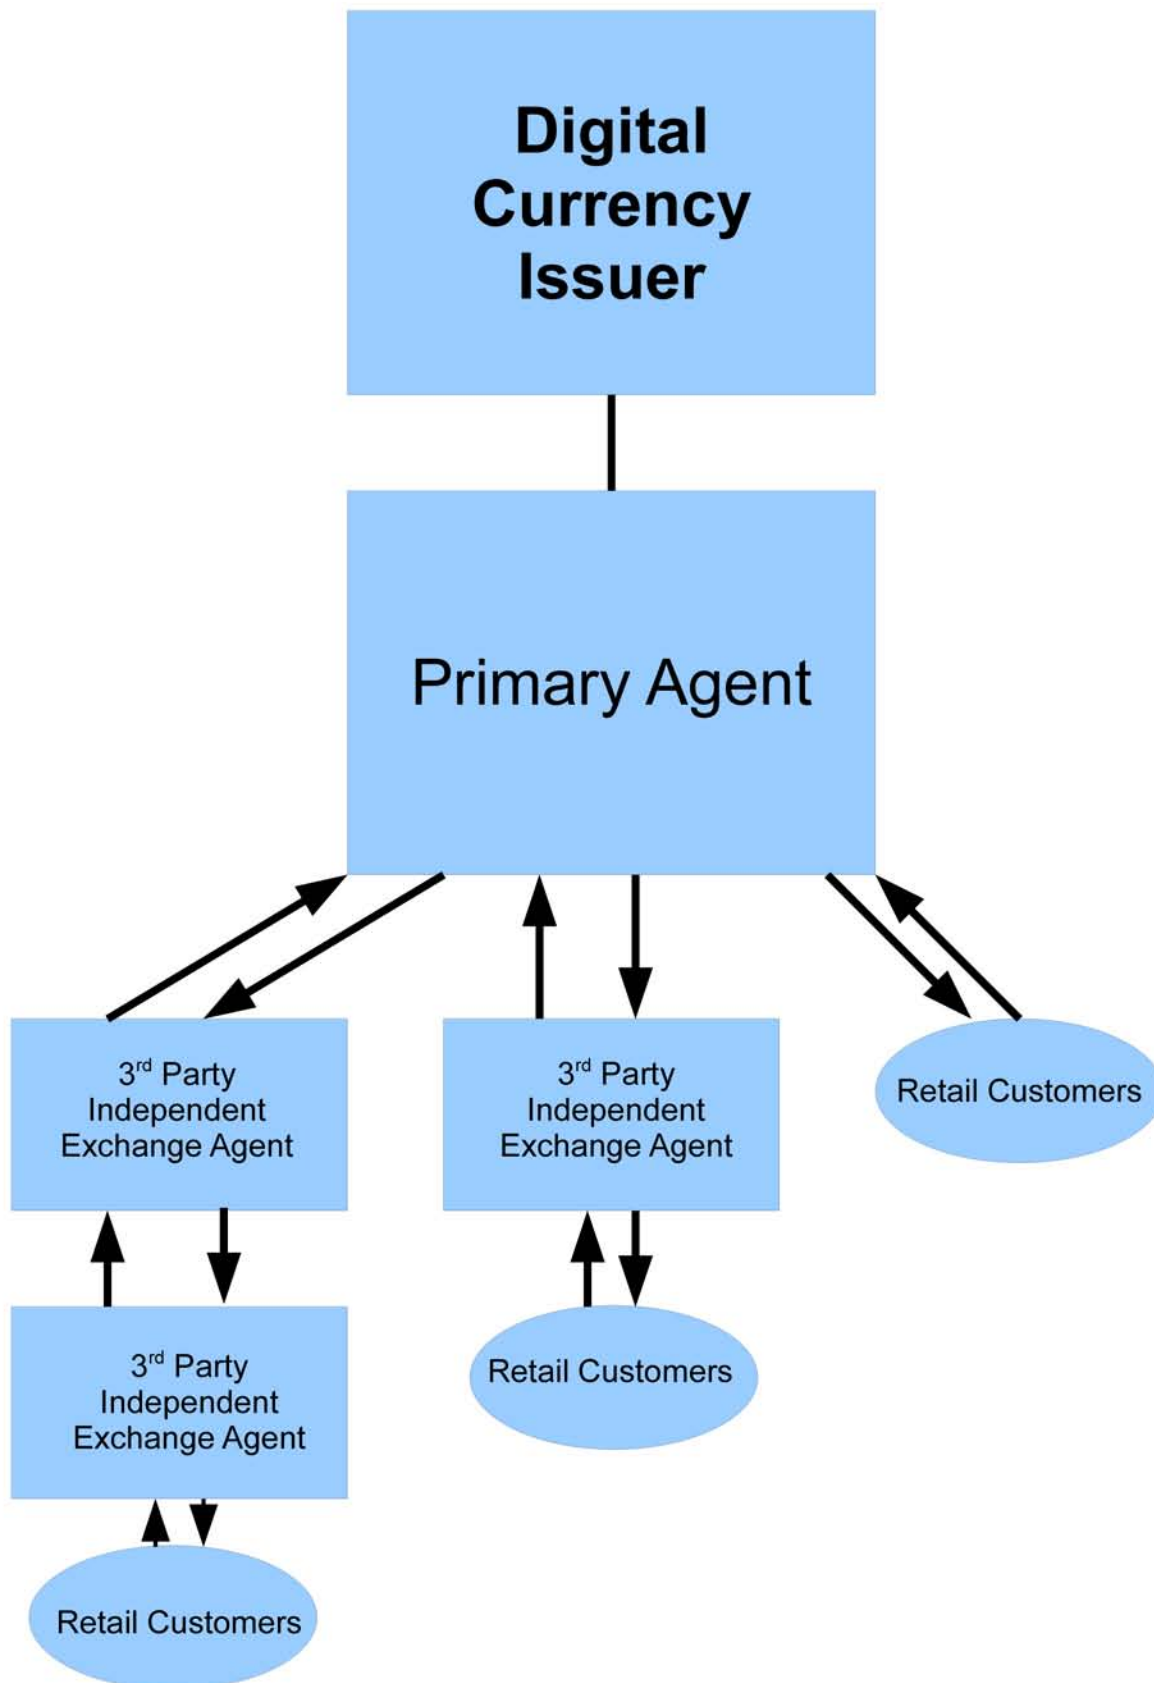 Digital
Currency
Issuer
Primary Agent
3rd Party
Independent
Exchange Agent
3rd Party
Independent
Exchange Agent
Retail Customers
3rd Party
Independent
Exchange Agent
Retail Customers
Retail Customers